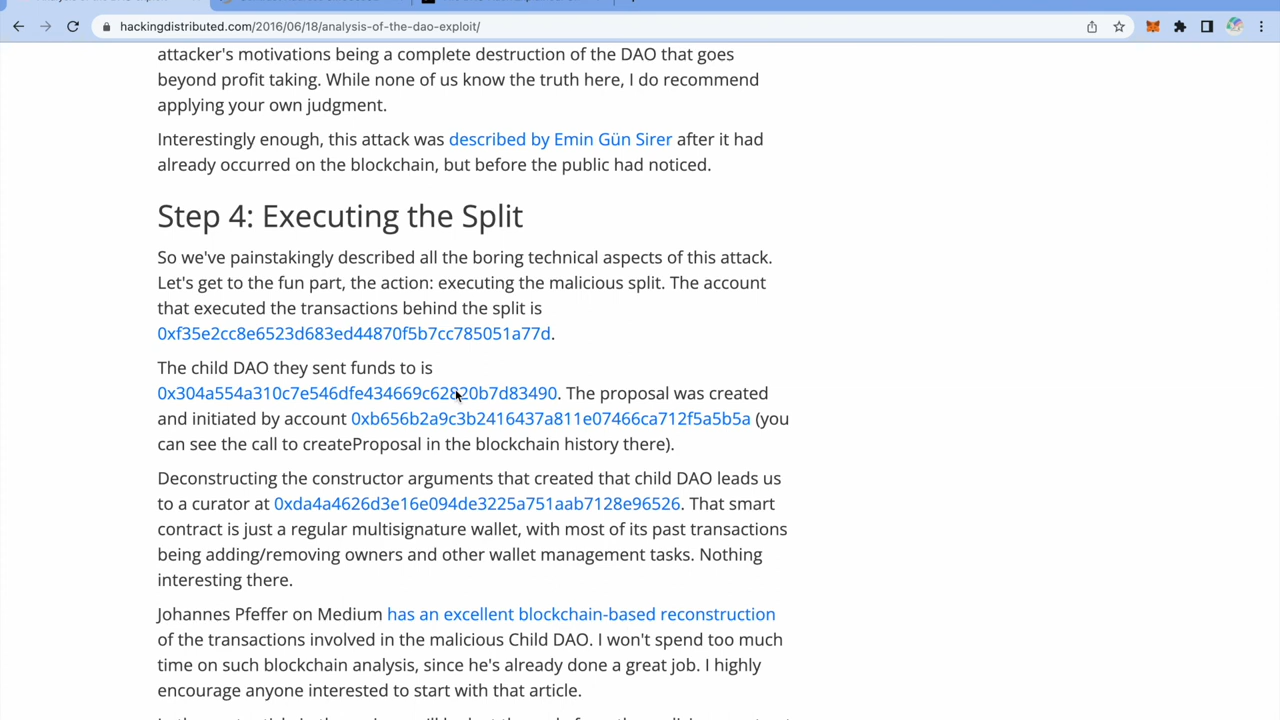 hackingdistributed.com/2016/06/18/analysis-of-the-dao-exploit/
attacker's motivations being a complete destruction of the DAO that goes
beyond profit taking. While none of us know the truth here, I do recommend
applying your own judgment.
Interestingly enough, this attack was described by Emin Gün Sirer after it had
already occurred on the blockchain, but before the public had noticed.
Step 4: Executing the Split
So we've painstakingly described all the boring technical aspects of this attack.
Let's get to the fun part, the action: executing the malicious split. The account
that executed the transactions behind the split is
0xf35e2cc8e6523d683ed44870f5b7cc785051a77d.
The child DAO they sent funds to is
0x304a554a310c7e546dfe434669c62820b7d83490. The proposal was created
and initiated by account 0xb656b2a9c3b2416437a811e07466ca712f5a5b5a (you
can see the call to createProposal in the blockchain history there).
Deconstructing the constructor arguments that created that child DAO leads us
to a curator at 0xda4a4626d3e16e094de3225a751aab7128e96526. That smart
contract is just a regular multisignature wallet, with most of its past transactions
being adding/removing owners and other wallet management tasks. Nothing
interesting there.
Johannes Pfeffer on Medium has an excellent blockchain-based reconstruction
of the transactions involved in the malicious Child DAO. I won't spend too much
time on such blockchain analysis, since he's already done a great job. I highly
encourage anyone interested to start with that article.